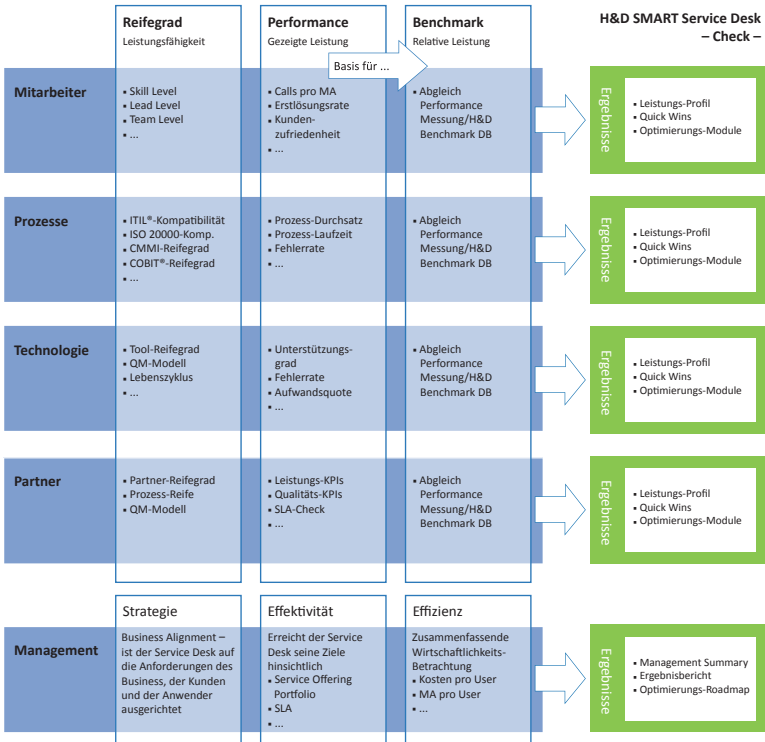 Reifegrad
Leistungsfähigkeit
Performance
Gezeigte Leistung
Benchmark
Relative Leistung
H&D SMART Service Desk
– Check –
Basis für ...
Mitarbeiter
▪ Skill Level
▪ Lead Level
▪ Team Level
▪ ...
▪ Calls pro MA
▪ Erstlösungsrate
▪ Kunden-
zufriedenheit
▪ ...
▪ Abgleich
Performance
Messung/H&D
Benchmark DB
Ergebnisse
▪ Leistungs-Profil
▪ Quick Wins
▪ Optimierungs-Module
Prozesse
▪ ITIL®-Kompatibilität
▪ ISO 20000-Komp.
▪ CMMI-Reifegrad
▪ COBIT®-Reifegrad
▪ ...
▪ Prozess-Durchsatz
▪ Prozess-Laufzeit
▪ Fehlerrate
▪ ...
▪ Abgleich
Performance
Messung/H&D
Benchmark DB
Ergebnisse
▪ Leistungs-Profil
▪ Quick Wins
▪ Optimierungs-Module
Technologie
▪ Tool-Reifegrad
▪ QM-Modell
▪ Lebenszyklus
▪ ...
▪ Unterstützungs-
grad
▪ Fehlerrate
▪ Aufwandsquote
▪ ...
▪ Abgleich
Performance
Messung/H&D
Benchmark DB
Ergebnisse
▪ Leistungs-Profil
▪ Quick Wins
▪ Optimierungs-Module
Partner
▪ Partner-Reifegrad
▪ Prozess-Reife
▪ QM-Modell
▪ Leistungs-KPIs
▪ Qualitäts-KPIs
▪ SLA-Check
▪ ...
▪ Abgleich
Performance
Messung/H&D
Benchmark DB
Ergebnisse
▪ Leistungs-Profil
▪ Quick Wins
▪ Optimierungs-Module
Management
Strategie
Business Alignment –
ist der Service Desk auf
die Anforderungen des
Business, der Kunden
und der Anwender
ausgerichtet
Effektivität
Erreicht der Service
Desk seine Ziele
hinsichtlich
▪ Service Offering
Portfolio
▪ SLA
▪ ...
Effizienz
Zusammenfassende
Wirtschaftlichkeits-
Betrachtung
▪ Kosten pro User
▪ MA pro User
▪ ...
Ergebnisse
▪ Management Summary
▪ Ergebnisbericht
▪ Optimierungs-Roadmap